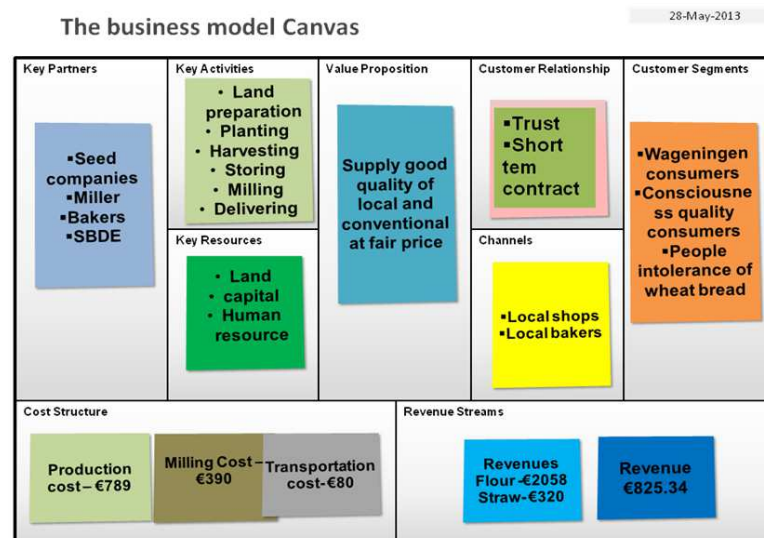 28-May-2013
The business model Canvas
Key Partners
▪Seed
companies
▪Miller
▪Bakers
▪SBDE
Key Activities
• Land
preparation
• Planting
• Harvesting
• Storing
• Milling
• Delivering
Key Resources
• Land
• capital
• Human
resource
Value Proposition
Supply good
quality of
local and
conventional
at fair price
Customer Relationship
▪Trust
▪Short
tem
contract
Channels
▪Local shops
▪Local bakers
Customer Segments
▪Wageningen
consumers
▪Consciousne
ss quality
consumers
▪People
intolerance of
wheat bread
Cost Structure
Production
cost – €789
Milling Cost –
€390
Transportation
cost- €80
Revenue Streams
Revenues
Flour -€2058
Straw-€320
Revenue
€825.34